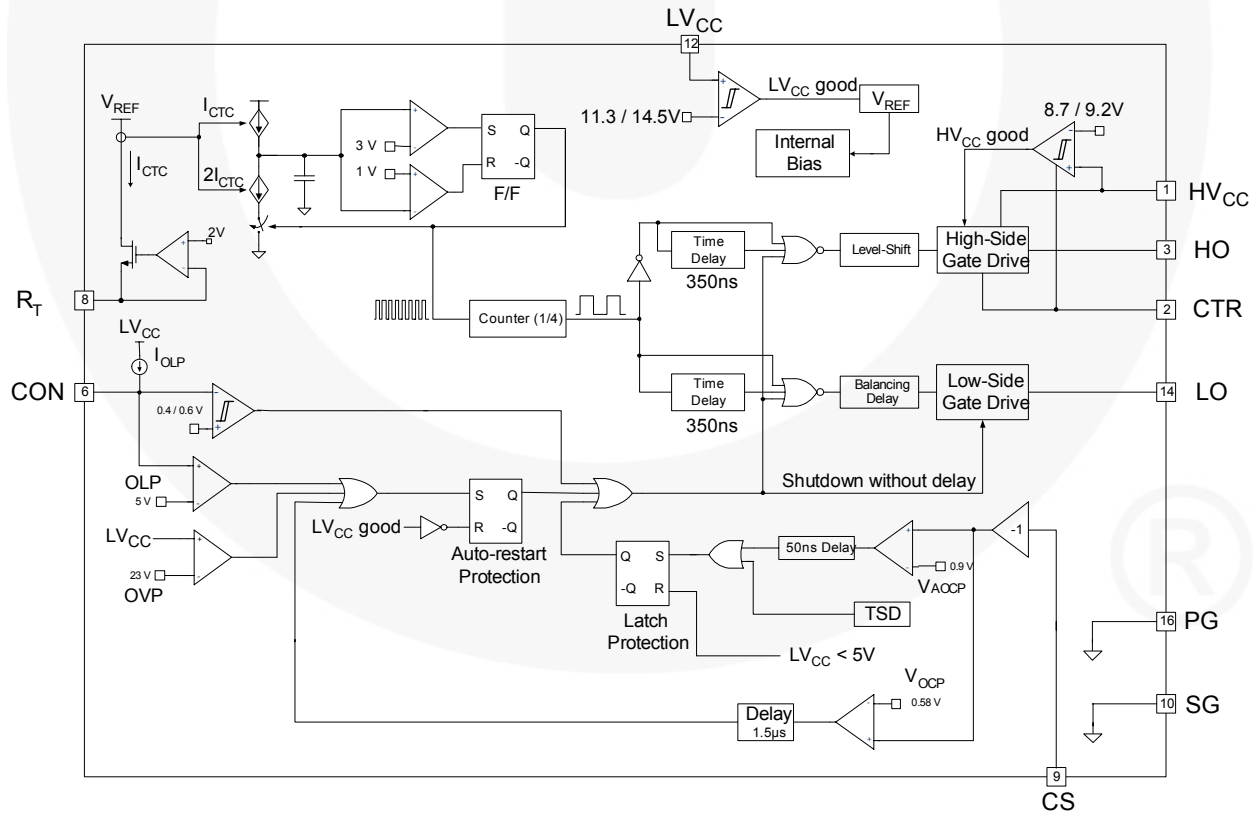 LVCC
12
VREF
ICTC
ICTC
2ICTC
+
-
3 V
1 V
+
-
S Q
R -Q
F/F
+
-
11.3 / 14.5V
LVCC good
VREF
Internal
Bias
8.7 / 9.2V
HVCC good
-
+
1
HVCC
2V
+
-
RT
8
Time
Delay
350ns
Level-Shift
High-Side
Gate Drive
3
HO
2
CTR
Counter (1/4)
LVCC
IOLP
CON
6
0.4 / 0.6 V
-
+
Time
Delay
350ns
Balancing
Delay
Low-Side
Gate Drive
14
LO
OLP
5 V
+
-
LVCC
23 V
OVP
+
-
LVCC good
S Q
R -Q
Auto-restart
Protection
Shutdown without delay
Q S
-Q R
Latch
Protection
50ns Delay
+
-
0.9 V
VAOCP
-1
TSD
LVCC < 5V
16
PG
Delay
1.5µs
VOCP
0.58 V
-
+
10
SG
9
CS
®